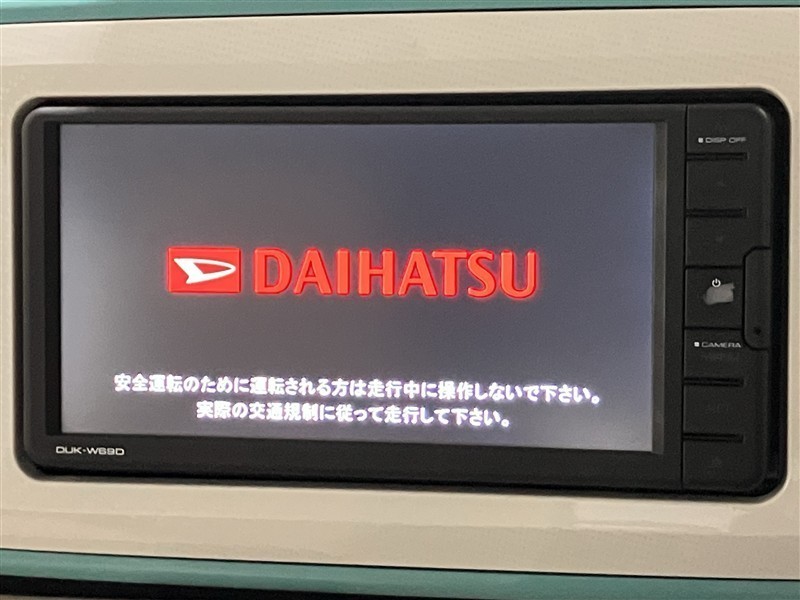 DISP OFF
DAIHATSU
CAMERA
安全運転のために運転される方は走行中に操作しないで下さい。
実際の交通規制に従って走行して下さい。
DUK-W69D